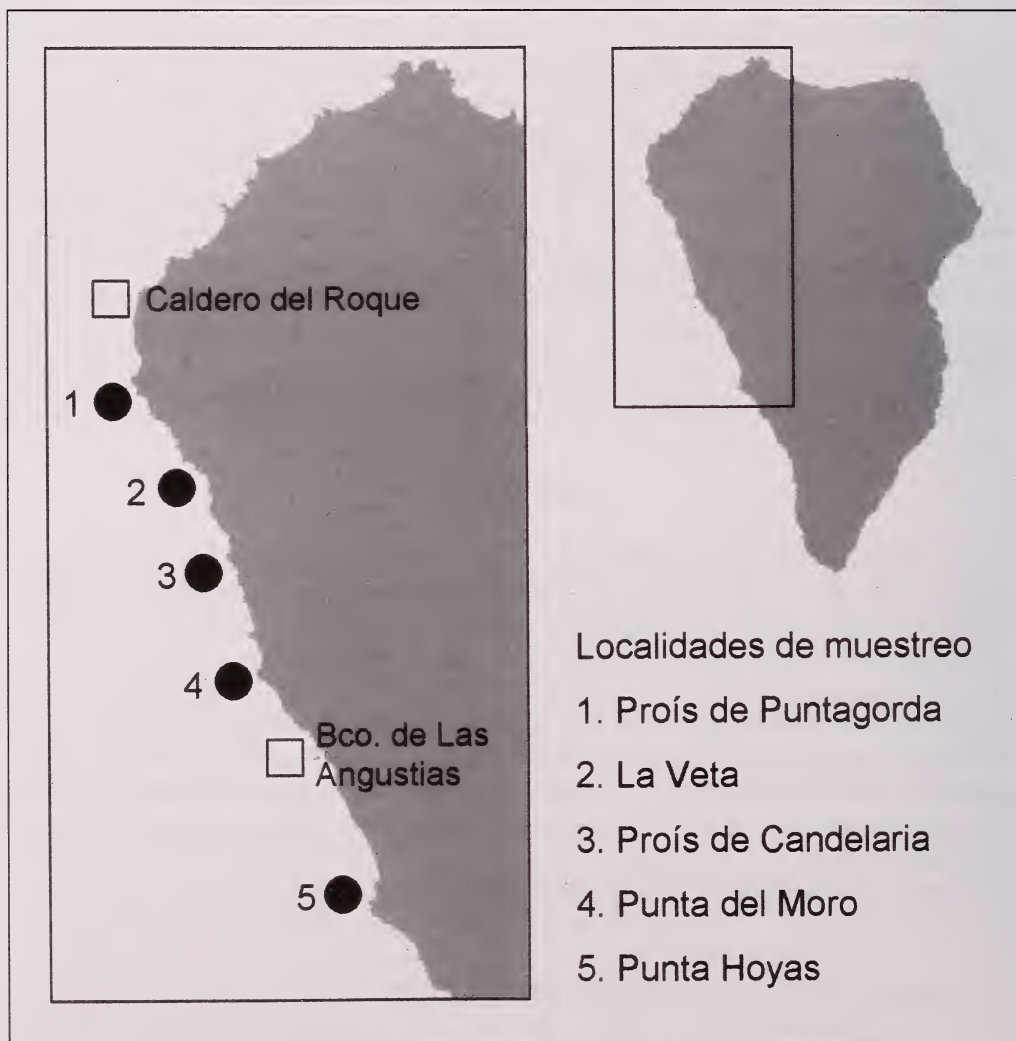 Caldero del Roque
1
2
3
4
Bco. de Las
Angustias
5
Localidades de muestreo
1. Proís de Puntagorda
2. La Veta
3. Proís de Candelaria
4. Punta del Moro
5. Punta Hoyas